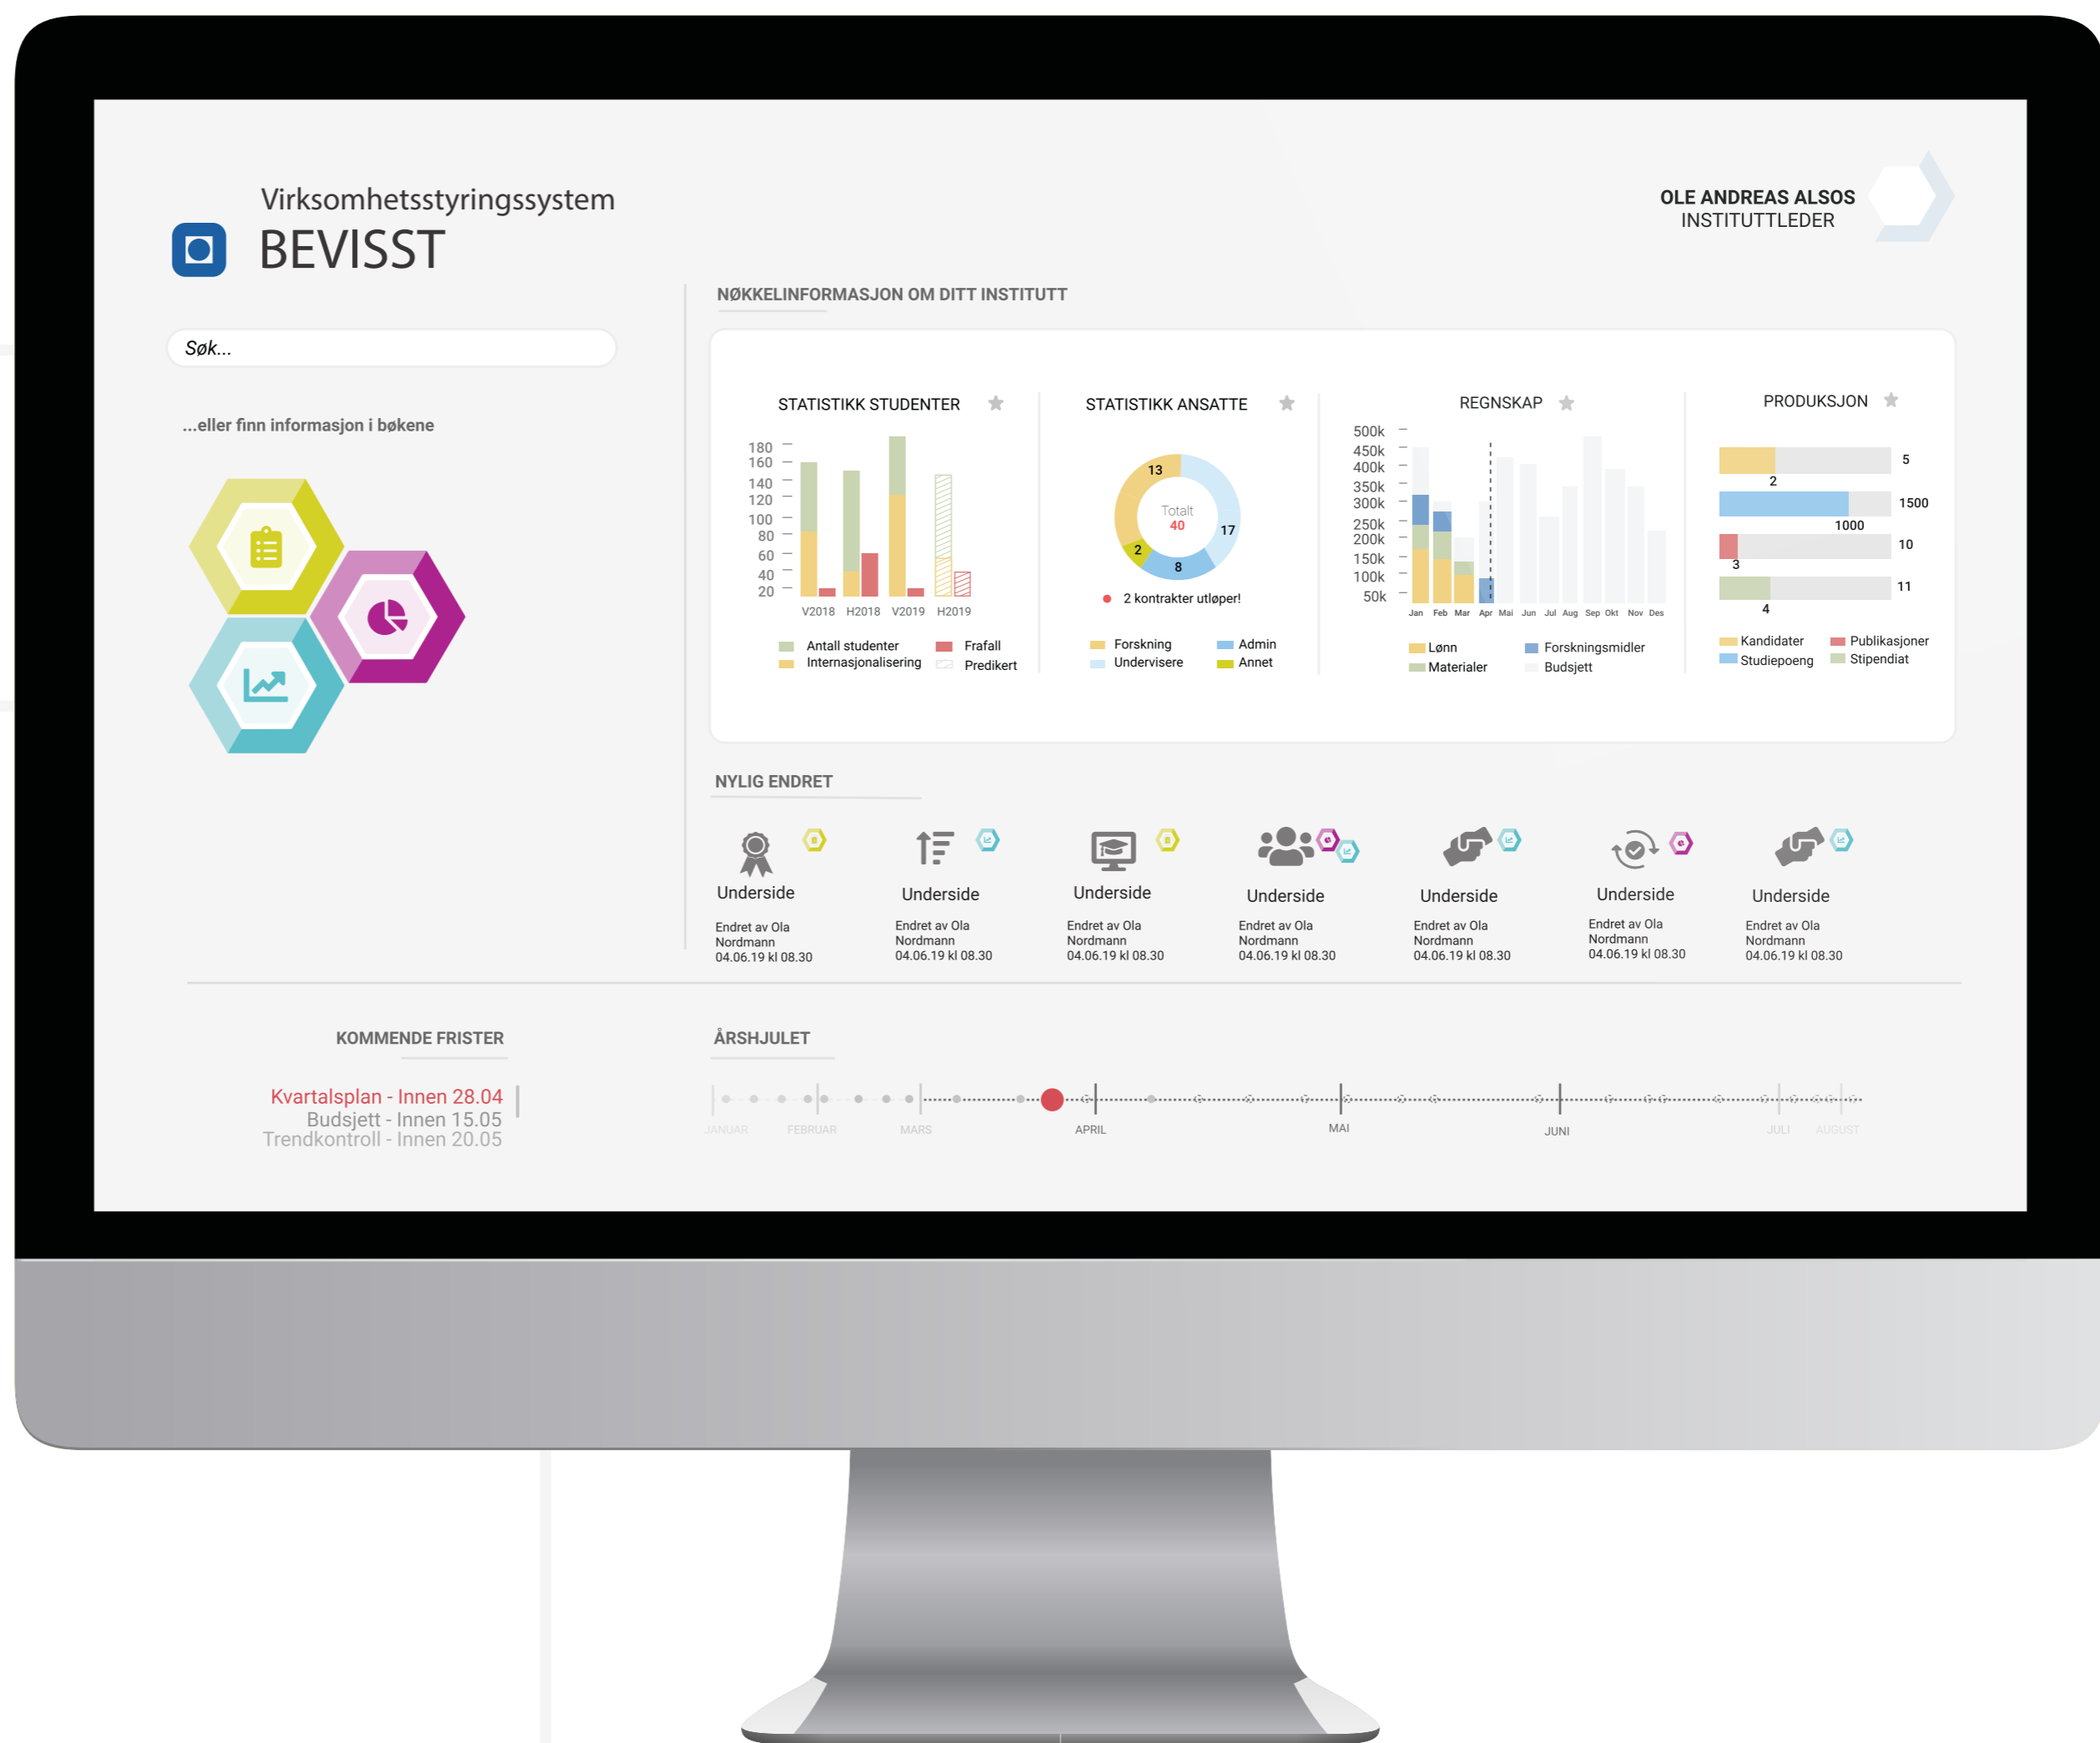 Virksomhetsstyringssystem
BEVISST
OLE ANDREAS ALSOS
INSTITUTTLEDER
Søk...
...eller finn informasjon i bøkene
NØKKELINFORMASJON OM DITT INSTITUTT
STATISTIKK STUDENTER
180
160
140
120
100
80
60
40
20
V2018 H2018 V2019 H2019
Antall studenter
Frafall
Internasjonalisering
Predikert
STATISTIKK ANSATTE
13
Totalt
40
17
2
8
2 kontrakter utløper!
Forskning
Admin
Undervisere
Annet
REGNSKAP
500k
450k
400k
350k
300k
250k
200k
150k
100k
50k
Jan Feb Mar Apr Mai Jun Jul Aug Sep Okt Nov Des
Lønn
Forskningsmidler
Materialer
Budsjett
PRODUKSJON
5
2
1500
1000
10
3
11
4
Kandidater
Publikasjoner
Studiepoeng
Stipendiat
NYLIG ENDRET
Underside
Endret av Ola
Nordmann
04.06.19 kl 08.30
Underside
Endret av Ola
Nordmann
04.06.19 kl 08.30
Underside
Endret av Ola
Nordmann
04.06.19 kl 08.30
Underside
Endret av Ola
Nordmann
04.06.19 kl 08.30
Underside
Endret av Ola
Nordmann
04.06.19 kl 08.30
Underside
Endret av Ola
Nordmann
04.06.19 kl 08.30
Underside
Endret av Ola
Nordmann
04.06.19 kl 08.30
KOMMENDE FRISTER
Kvartalsplan - Innen 28.04
Budsjett - Innen 15.05
Trendkontroll - Innen 20.05
ÅRSHJULET
JANUAR FEBRUAR MARS APRIL MAI JUNI JULI AUGUST